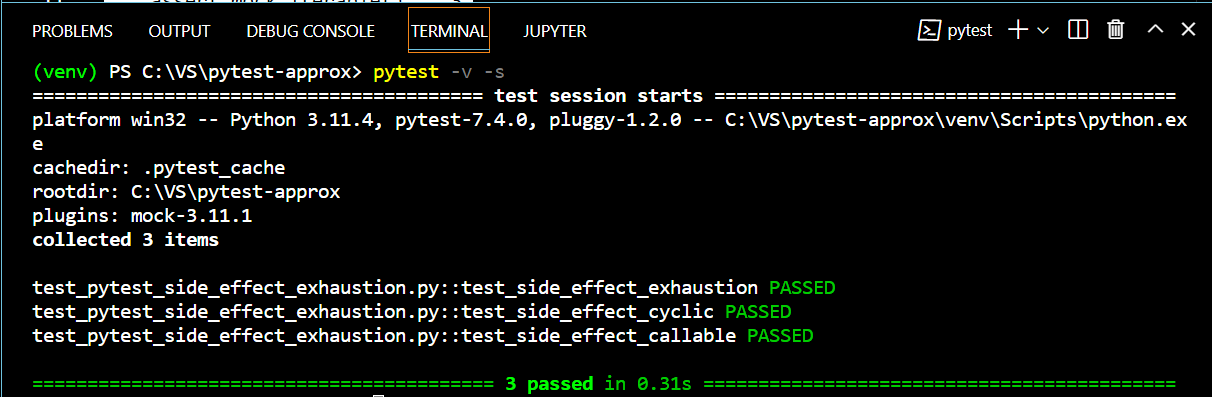 PROBLEMS OUTPUT DEBUG CONSOLE TERMINAL JUPYTER pytest
(venv) PS C:\VS\pytest-approx> pytest -v -s
========================================== test session starts ===========================================
platform win32 -- Python 3.11.4, pytest-7.4.0, pluggy-1.2.0 -- C:\VS\pytest-approx\venv\Scripts\python.ex
e
cachedir: .pytest_cache
rootdir: C:\VS\pytest-approx
plugins: mock-3.11.1
collected 3 items
test_pytest_side_effect_exhaustion.py::test_side_effect_exhaustion PASSED
test_pytest_side_effect_exhaustion.py::test_side_effect_cyclic PASSED
test_pytest_side_effect_exhaustion.py::test_side_effect_callable PASSED
=========================================== 3 passed in 0.31s ============================================